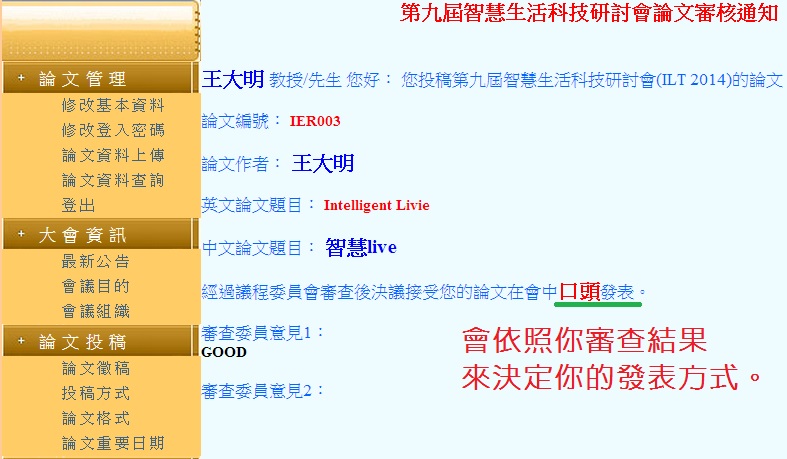 第九屆智慧生活科技研討會論文審核通知
+ 論文管理
修改基本資料
修改登入密碼
論文資料上傳
論文資料查詢
登出
+ 大會資訊
最新公告
會議目的
會議組織
+ 論文投稿
論文徵稿
投稿方式
論文格式
論文重要日期
王大明 教授/先生 您好： 您投稿第九屆智慧生活科技研討會(ILT 2014)的論文
論文編號： IER003
論文作者： 王大明
英文論文題目： Intelligent Livie
中文論文題目： 智慧live
經過議程委員會審查後決議接受您的論文在會中口頭發表。
審查委員意見1：
GOOD
審查委員意見2：
會依照你審查結果
來決定你的發表方式。